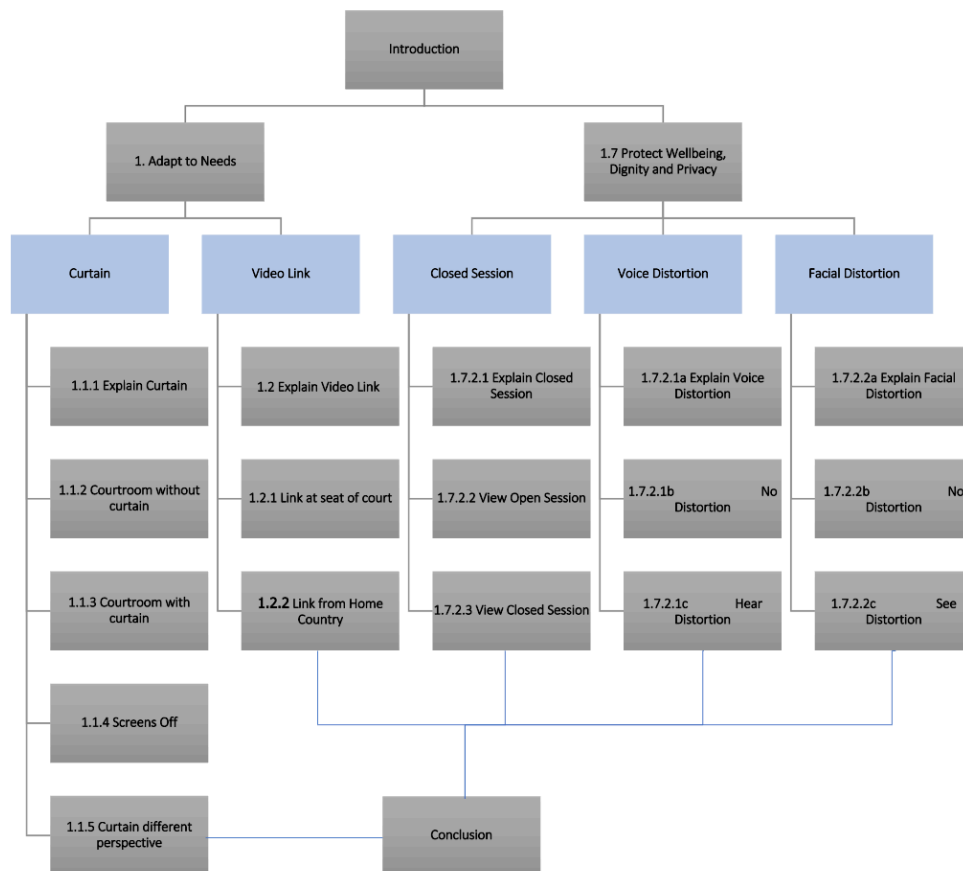 Introduction
1. Adapt to Needs
1.7 Protect Wellbeing,
Dignity and Privacy
Curtain
Video Link
Closed Session
Voice Distortion
Facial Distortion
1.1.1 Explain Curtain
1.2 Explain Video Link
1.7.2.1 Explain Closed
Session
1.7.2.1a Explain Voice
Distortion
1.7.2.2a Explain Facial
Distortion
1.1.2 Courtroom without
curtain
1.2.1 Link at seat of court
1.7.2.2 View Open Session
1.7.2.1b No
Distortion
1.7.2.2b No
Distortion
1.1.3 Courtroom with
curtain
1.2.2 Link from Home
Country
1.7.2.3 View Closed Session
1.7.2.1c Hear
Distortion
1.7.2.2c See
Distortion
1.1.4 Screens Off
1.1.5 Curtain different
perspective
Conclusion